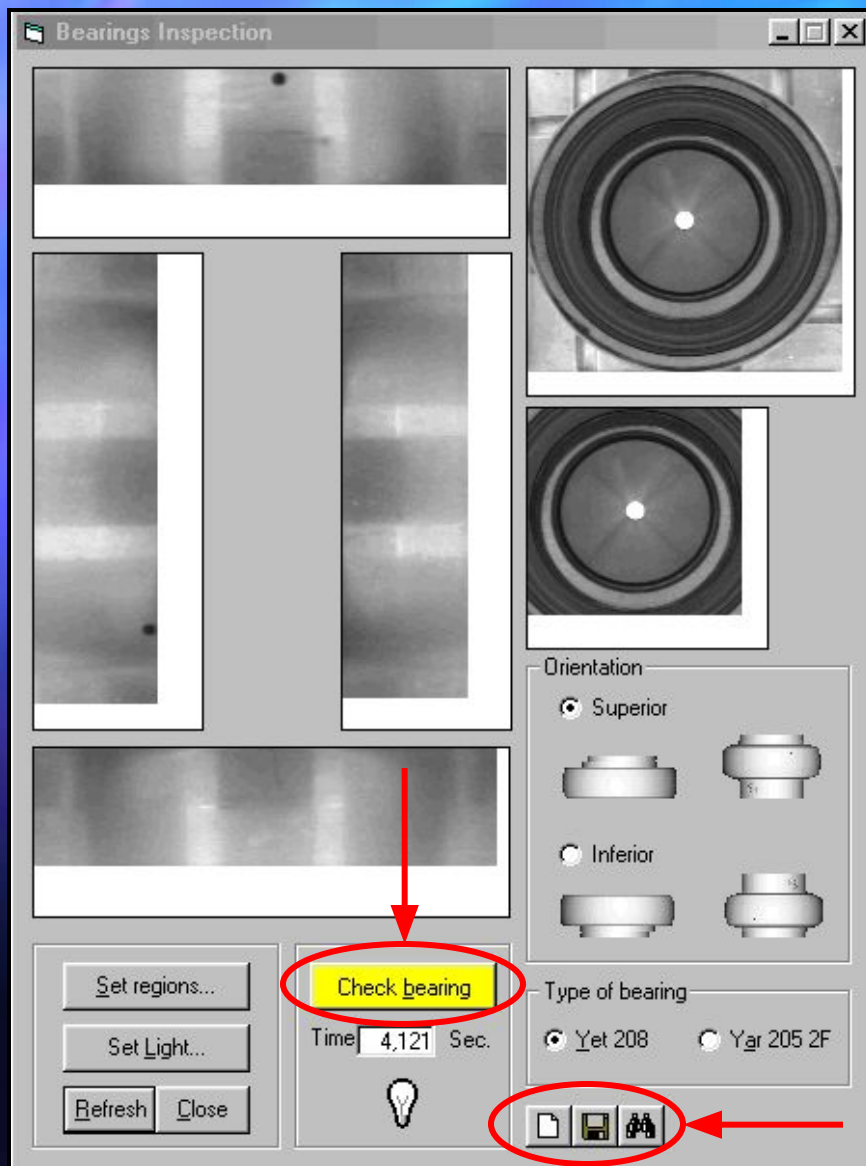 Bearings Inspection
Orientation
Superior
Inferior
Set regions...
Set Light...
Refresh Close
Check bearing
Time 4,121 Sec.
Type of bearing
Yet 208 Yar 205 2F